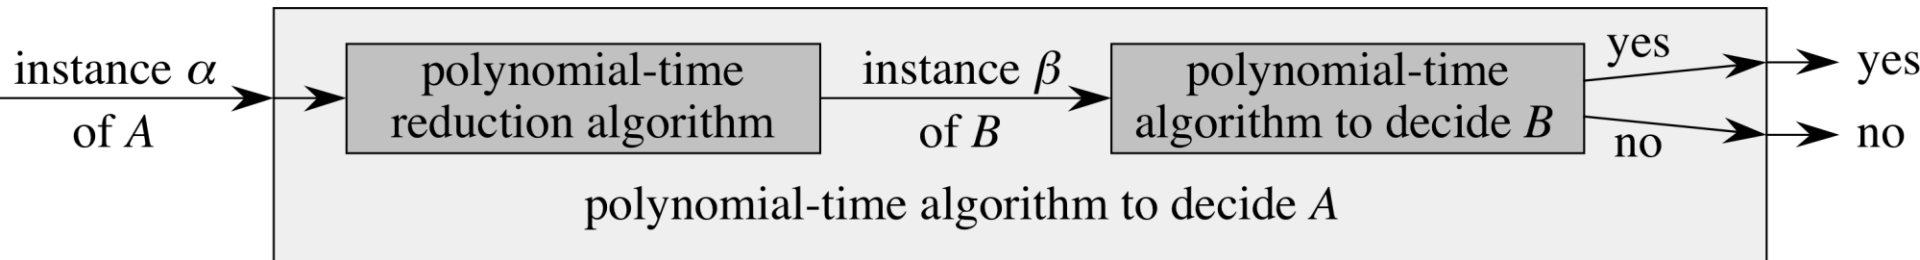 instance α
of A
polynomial-time
reduction algorithm
instance β
of B
polynomial-time
algorithm to decide B
yes
no
yes
no
polynomial-time algorithm to decide A